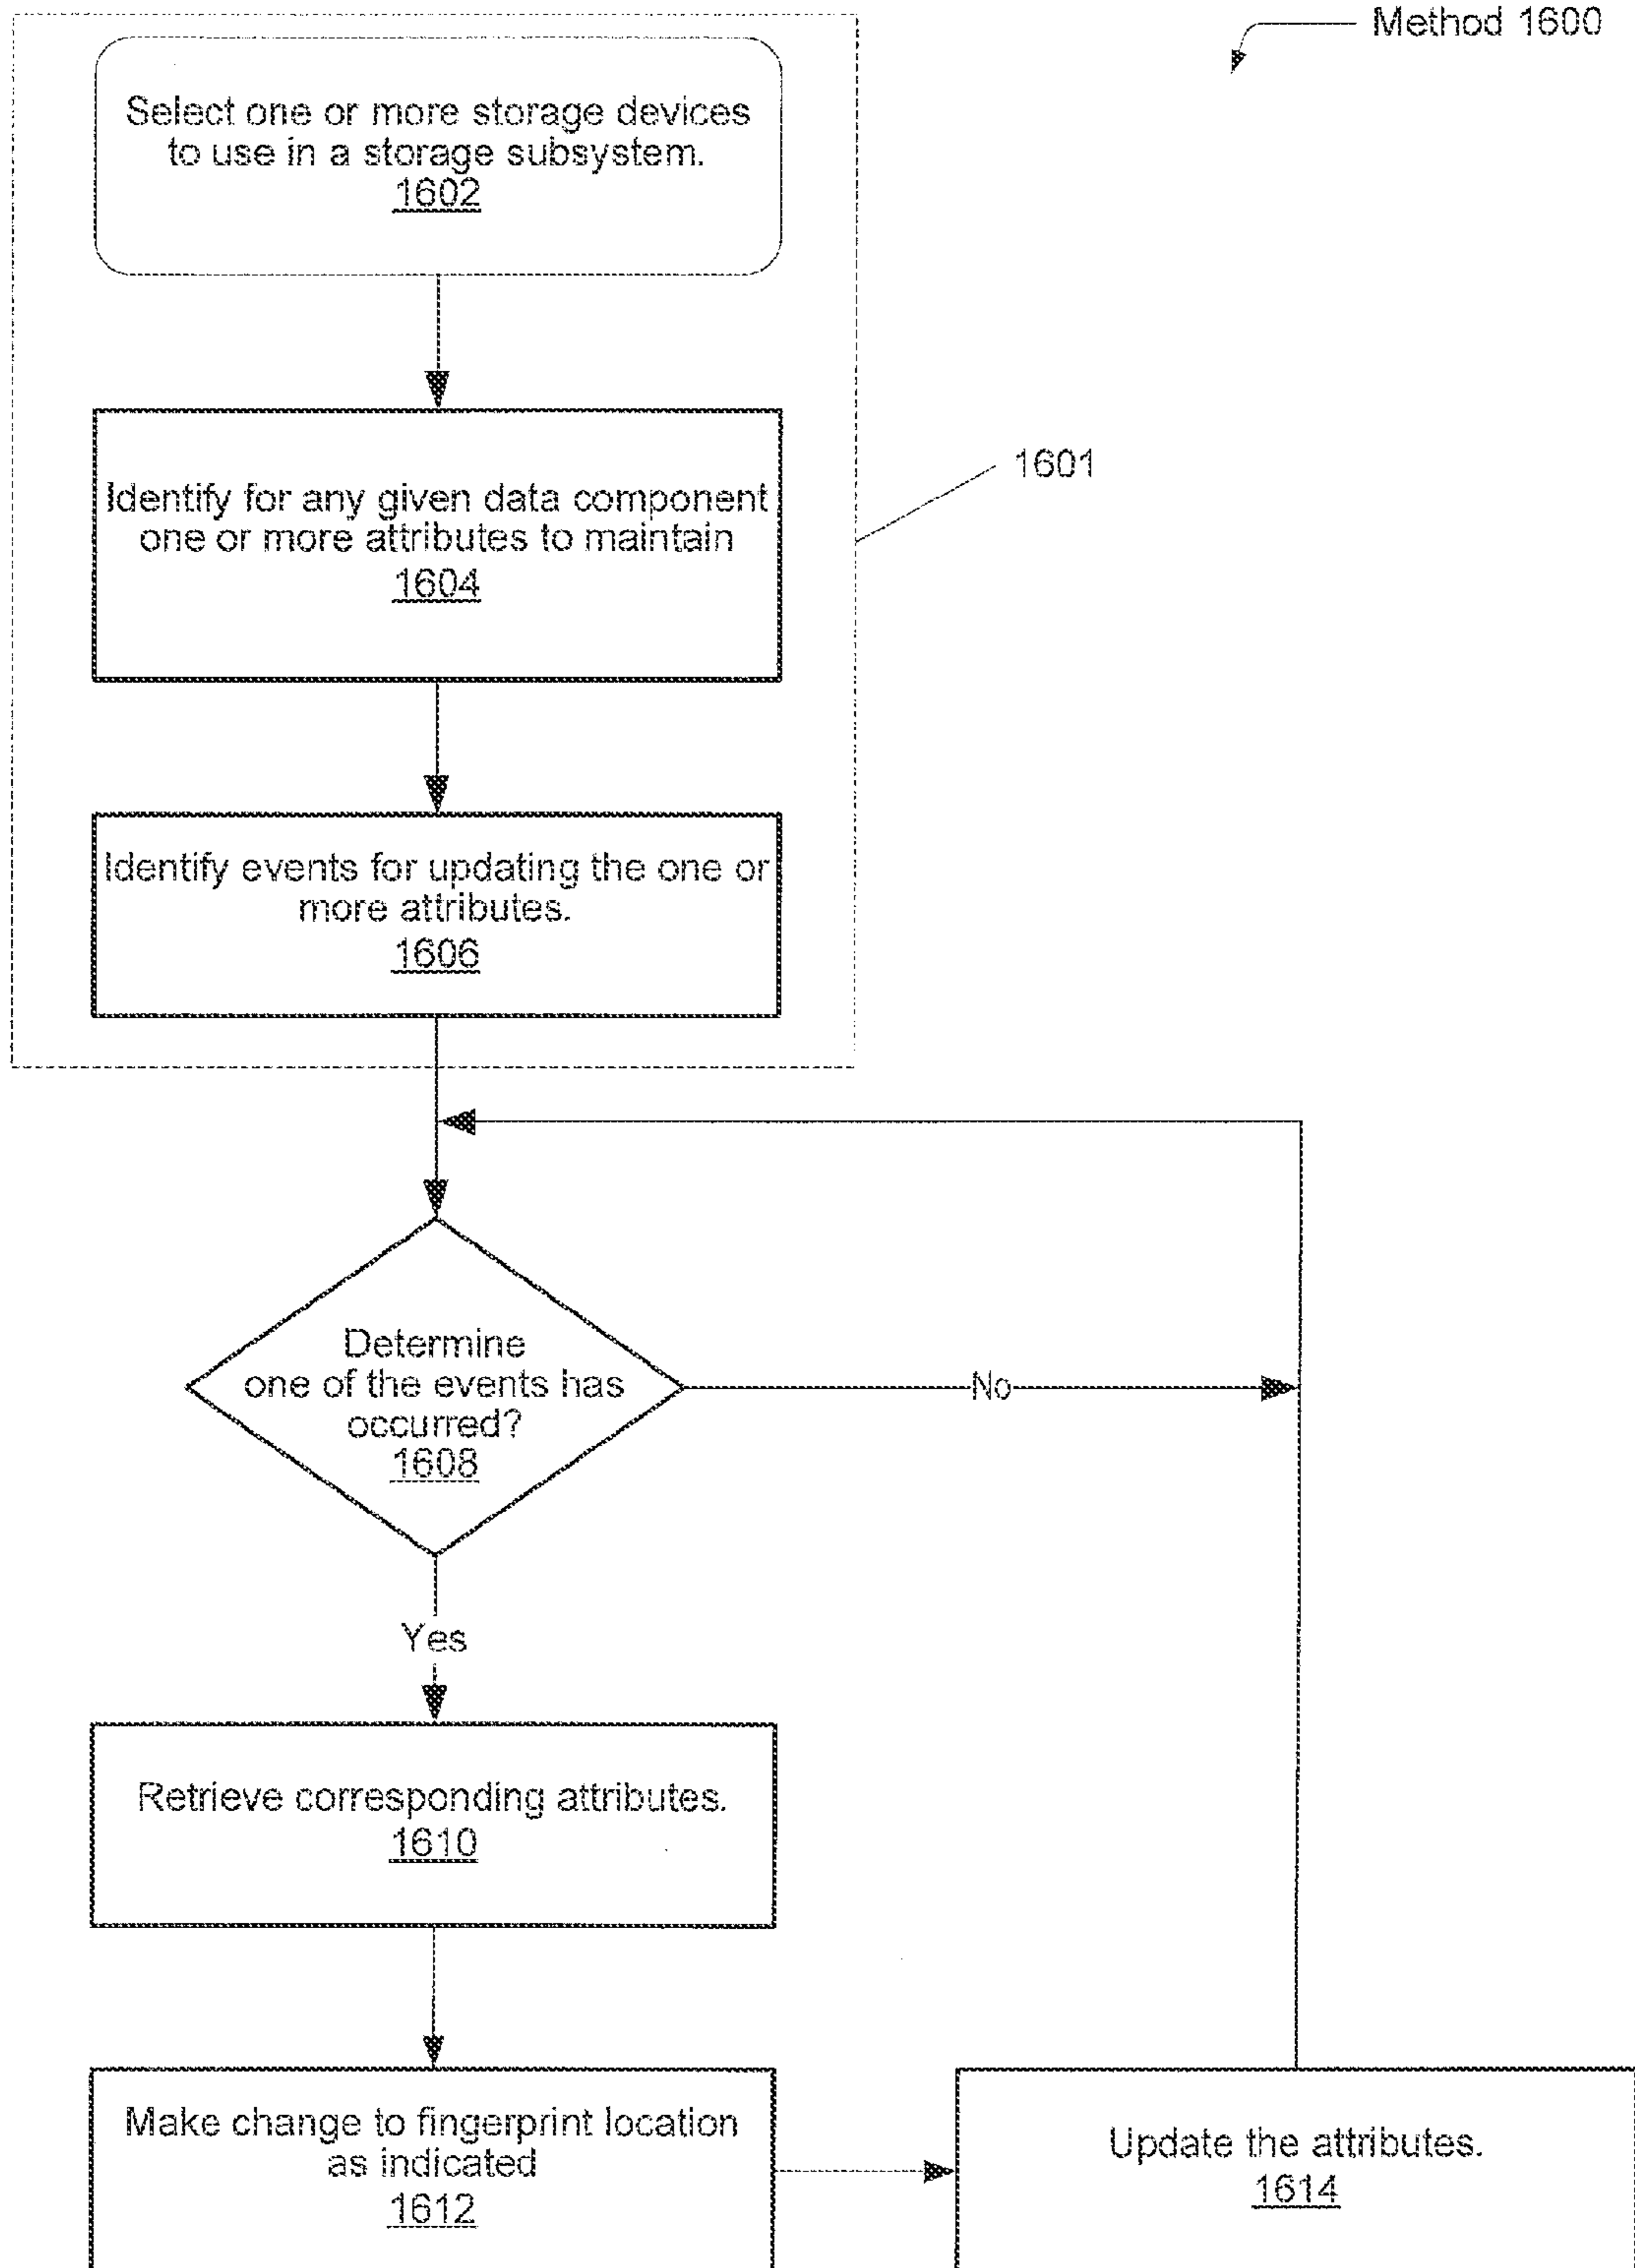 Method 1600
Select one or more storage devices
to use in a storage subsystem.
1602
1601
Identify for any given data component
one or more attributes to maintain
1604
Identify events for updating the one or
more attributes.
1606
Determine
one of the events has
occurred?
1608
No
Yes
Retrieve corresponding attributes.
1610
Make change to fingerprint location
as indicated
1612
Update the attributes.
1614